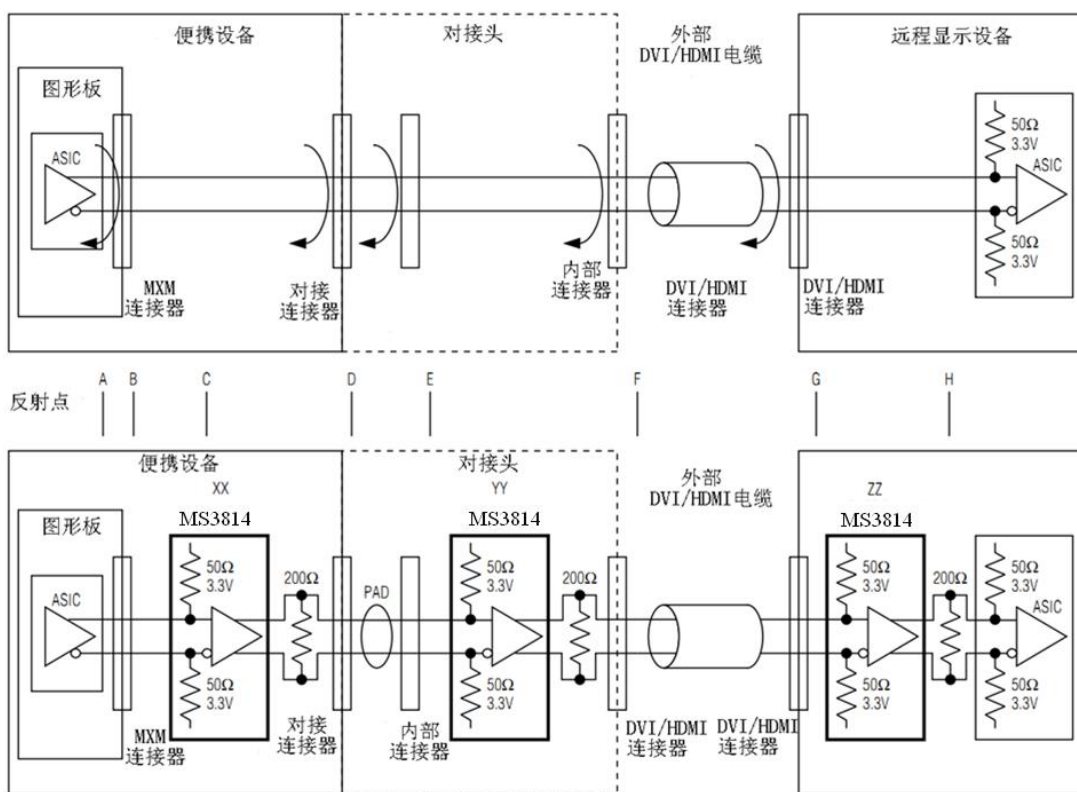 便携设备
对接头
外部
DVI/HDMI电缆
远程显示设备
图形板
ASIC
50Ω
3.3V
ASIC
50Ω
3.3V
MXM
连接器
对接
连接器
内部
连接器
DVI/HDMI
连接器
DVI/HDMI
连接器
反射点
A
B
C
D
E
F
G
H
便携设备
对接头
外部
DVI/HDMI电缆
XX
YY
ZZ
MS3814
MS3814
MS3814
图形板
ASIC
50Ω
3.3V
50Ω
3.3V
200Ω
PAD
50Ω
3.3V
50Ω
3.3V
200Ω
50Ω
3.3V
50Ω
3.3V
200Ω
50Ω
3.3V
ASIC
50Ω
3.3V
MXM
连接器
对接
连接器
内部
连接器
DVI/HDMI
连接器
DVI/HDMI
连接器